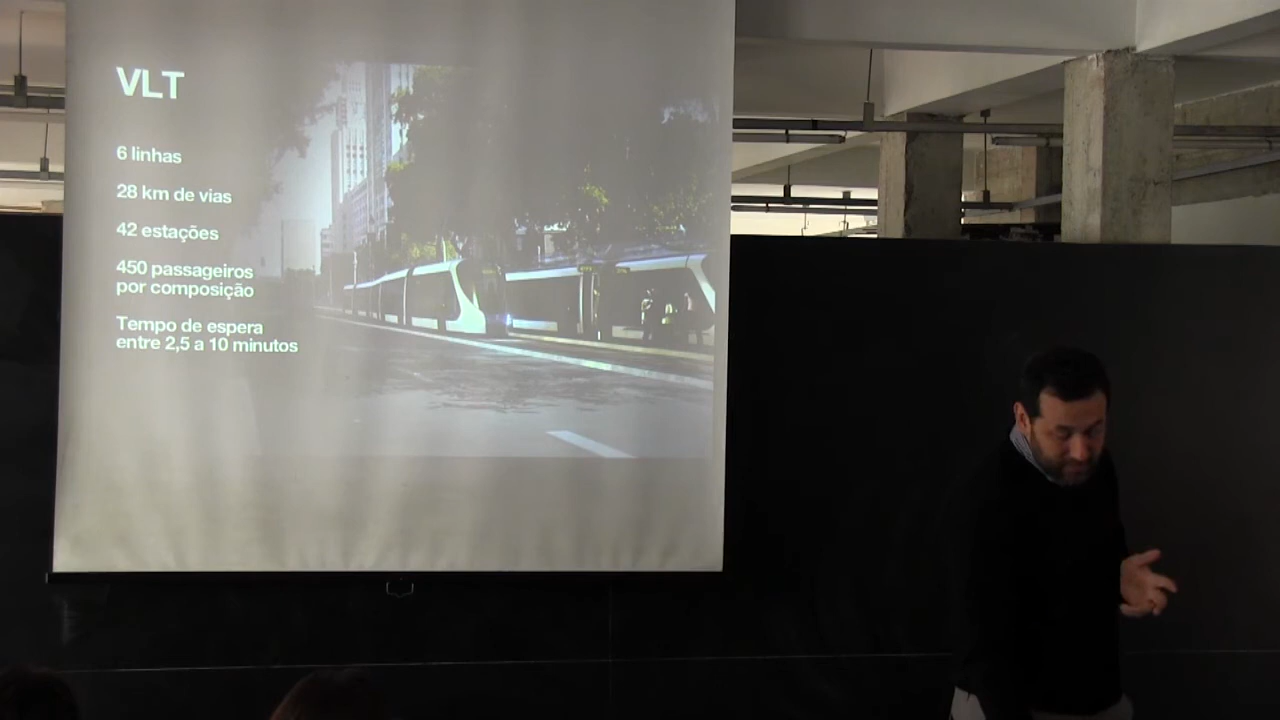 VLT
6 linhas
28 km de vias
42 estações
450 passageiros
por composição
Tempo de espera
entre 2,5 a 10 minutos